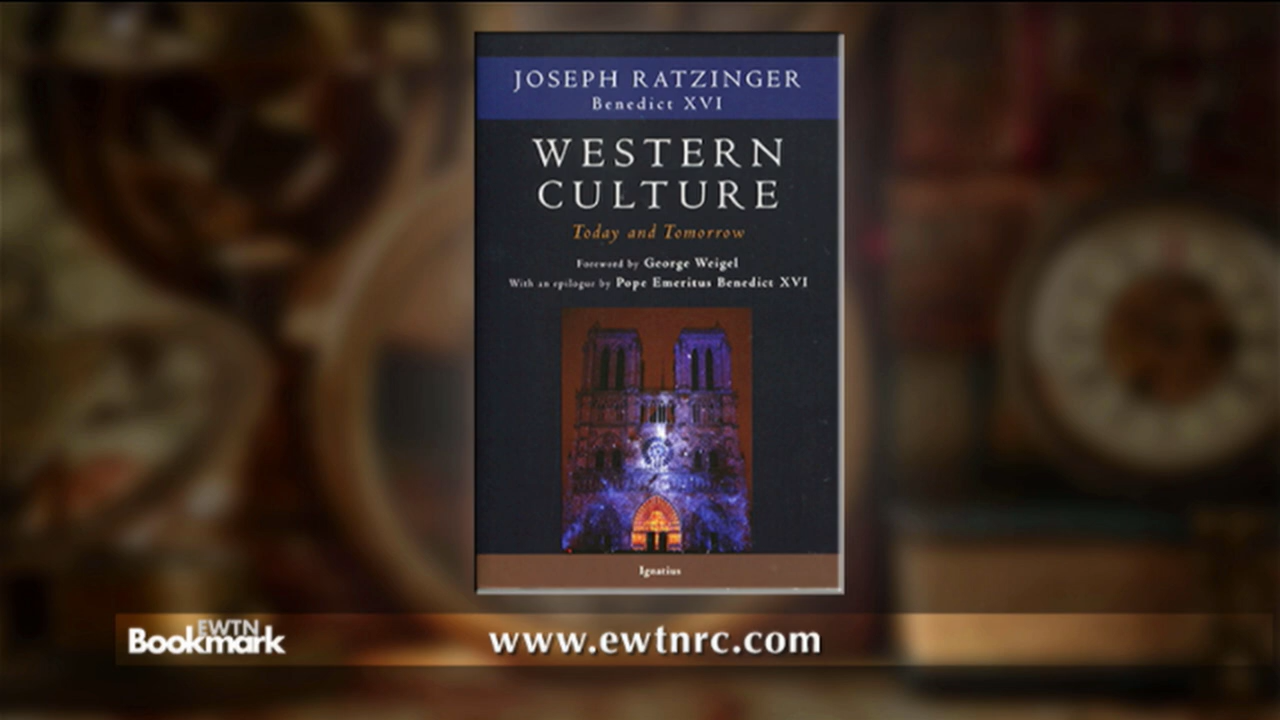 JOSEPH RATZINGER
Benedict XVI
WESTERN
CULTURE
Today and Tomorrow
Foreword by George Weigel
With an epilogue by Pope Emeritus Benedict XVI
Ignatius
EWTN
Bookmark
www.ewtnrc.com